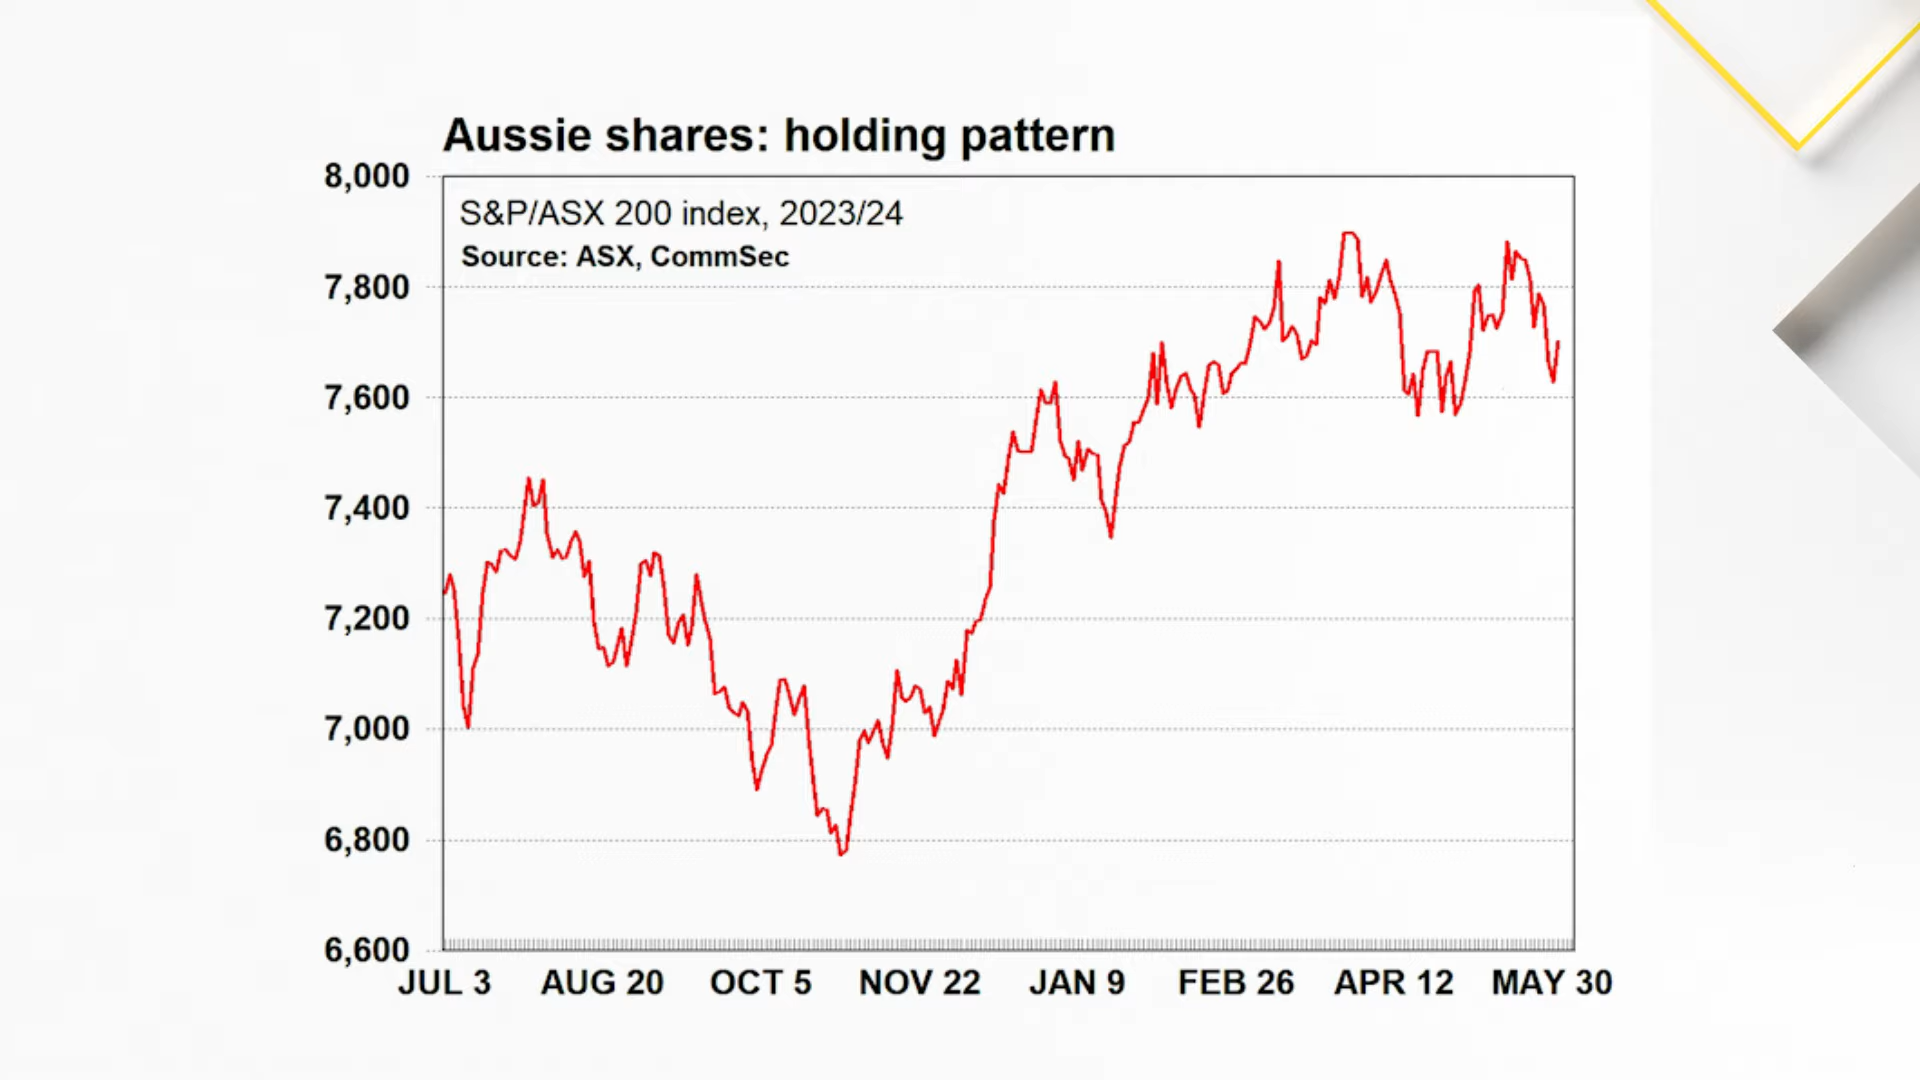 Aussie shares: holding pattern
S&P/ASX 200 index, 2023/24
Source: ASX, CommSec
8,000
7,800
7,600
7,400
7,200
7,000
6,800
6,600
JUL 3 AUG 20 OCT 5 NOV 22 JAN 9 FEB 26 APR 12 MAY 30